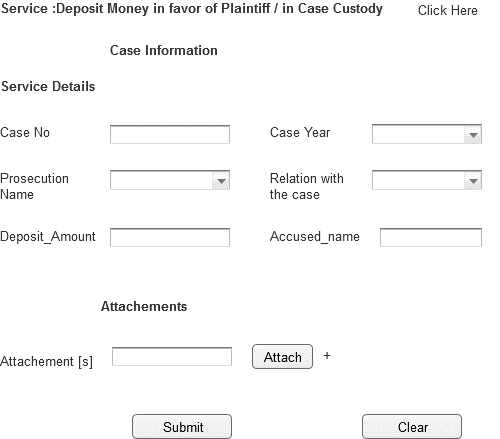 Service :Deposit Money in favor of Plaintiff / in Case Custody Click Here
Case Information
Service Details
Case No Case Year
Prosecution Name Relation with the case
Deposit_Amount Accused_name
Attachements
Attachement [s] Attach +
Submit Clear